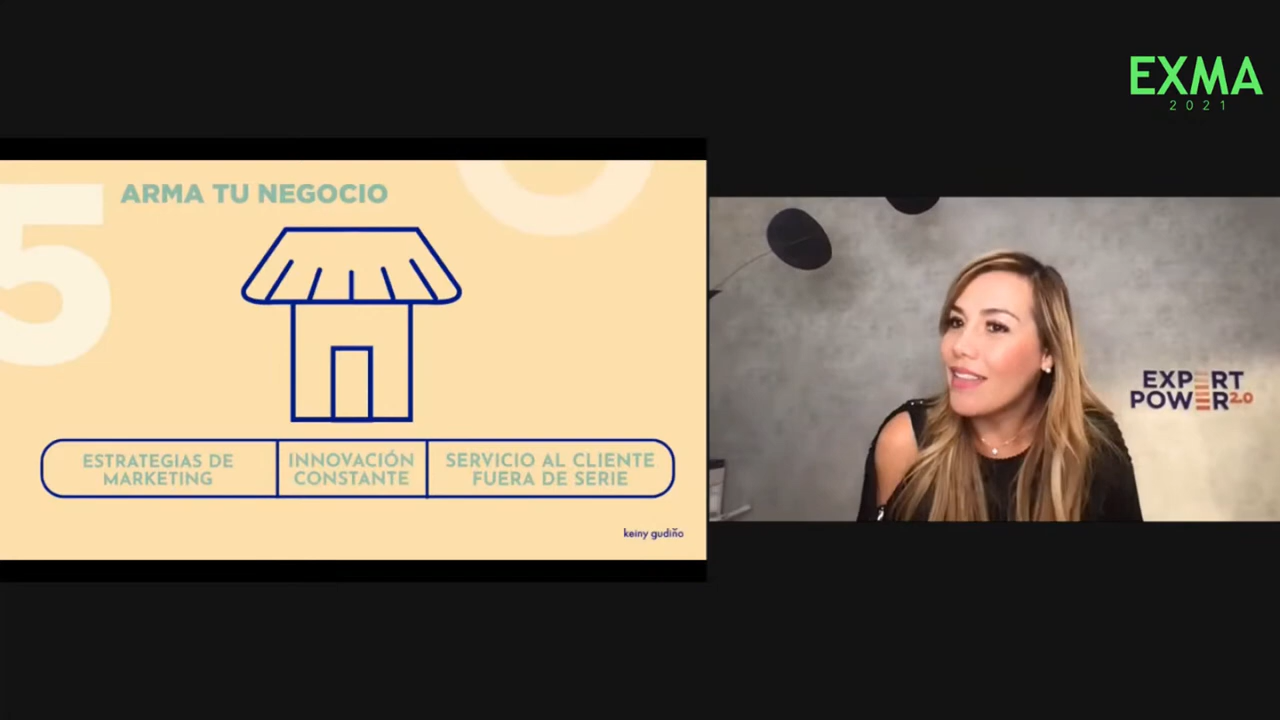 EXMA
2021
ARMA TU NEGOCIO
5
ESTRATEGIAS DE
MARKETING
INNOVACIÓN
CONSTANTE
SERVICIO AL CLIENTE
FUERA DE SERIE
keiny gudiño
EXPERT
POWER 2.0